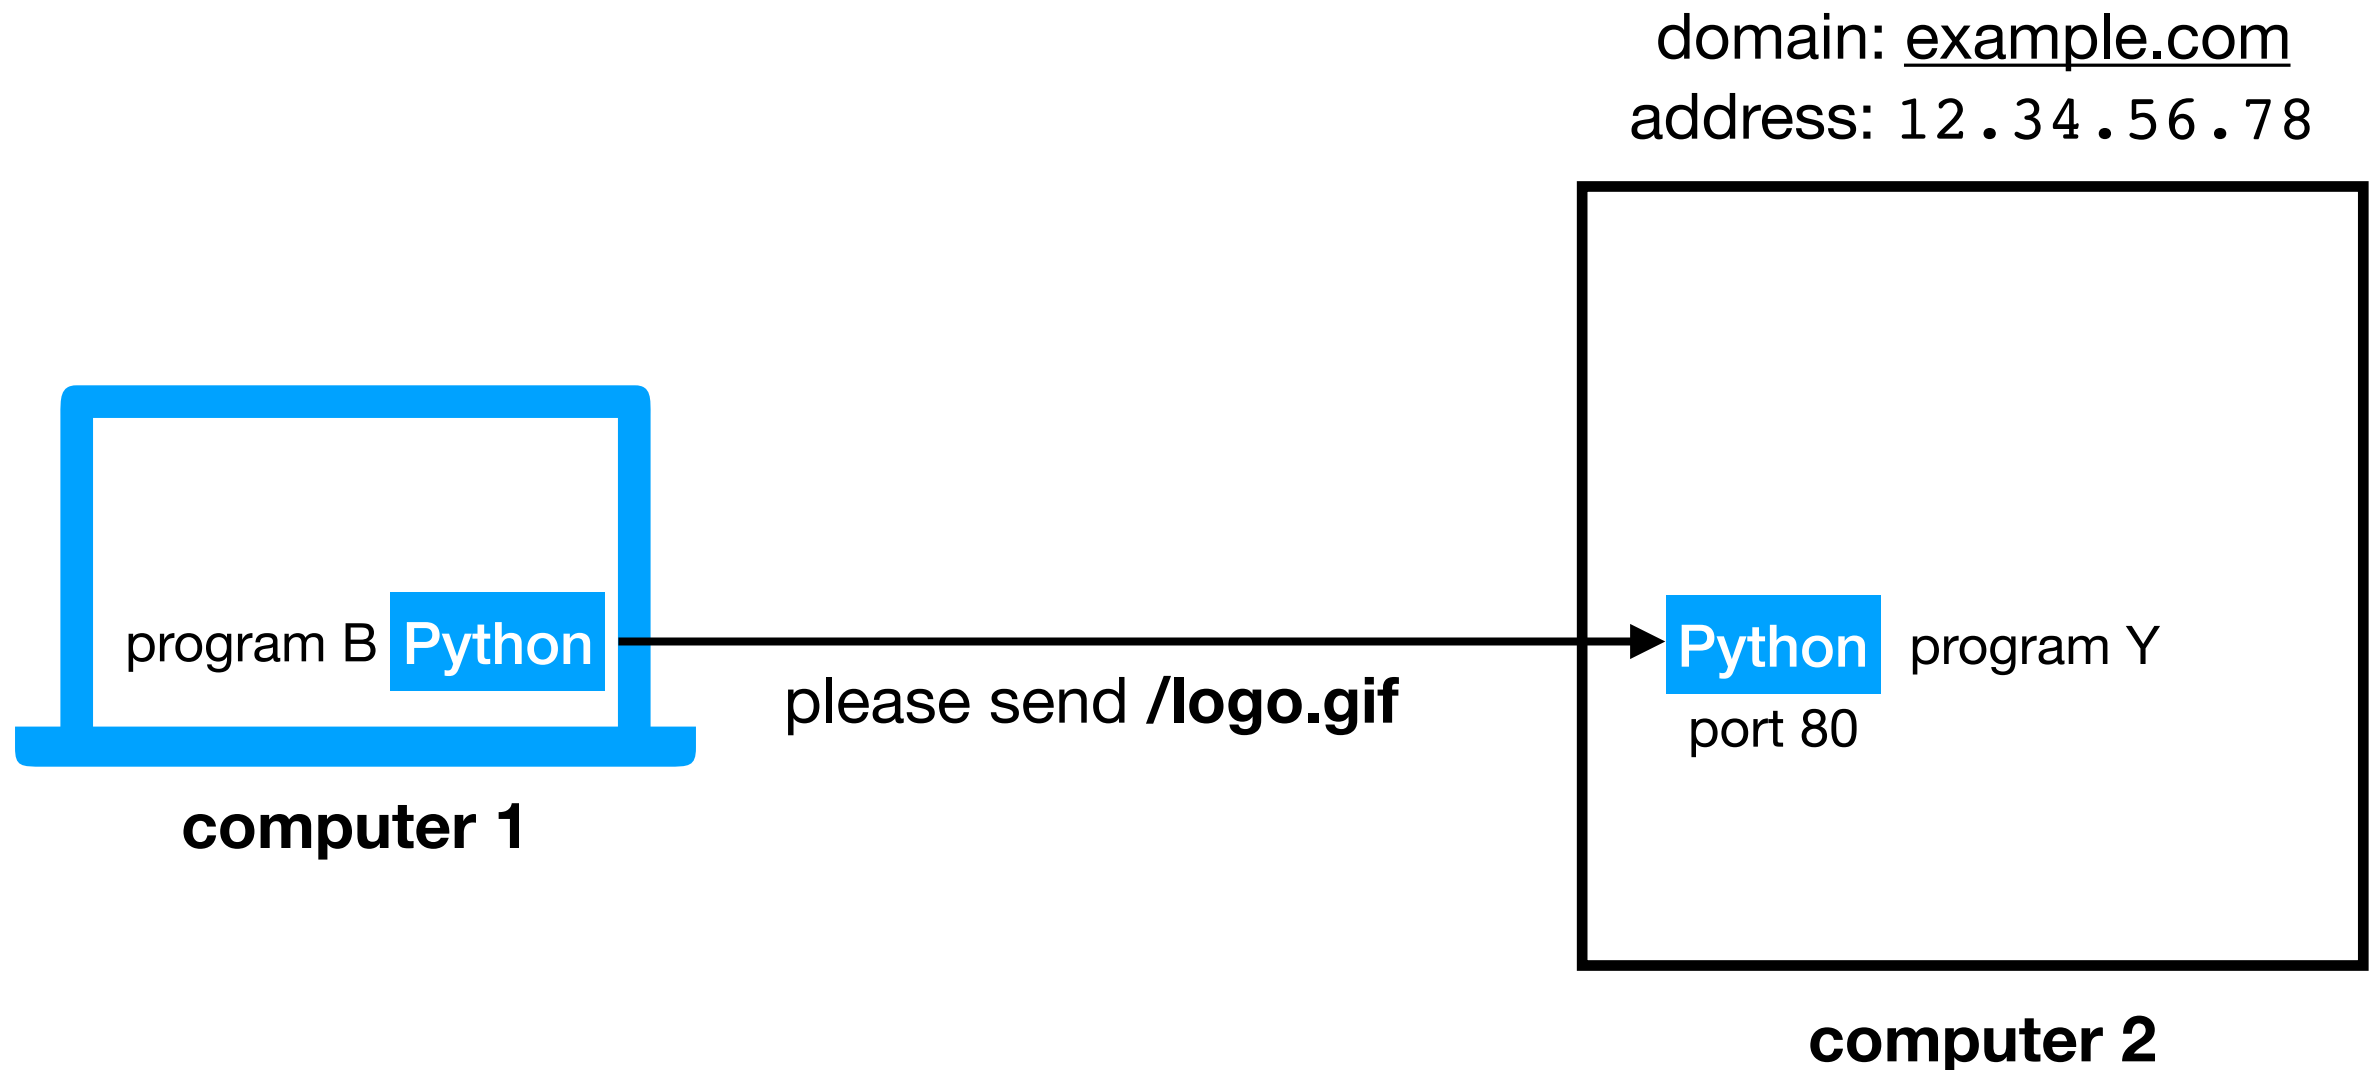 domain: example.com
address: 12.34.56.78
program B Python
Python program Y
please send /logo.gif
port 80
computer 1
computer 2